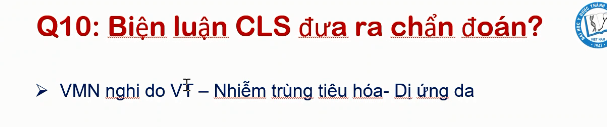 Q10: Biện luận CLS đưa ra chẩn đoán?
➢ VMN nghi do VT – Nhiễm trùng tiêu hóa- Dị ứng da